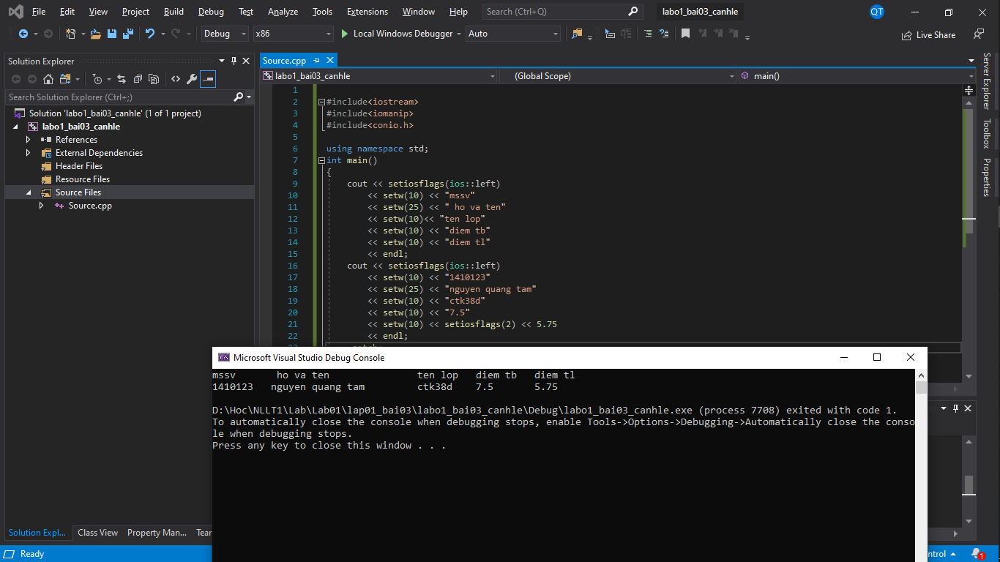 File Edit View Project Build Debug Test Analyze Tools Extensions Window Help Search (Ctrl+Q) labo1_bai03_canhle QT
Debug x86 Local Windows Debugger Auto Live Share
Solution Explorer
Search Solution Explorer (Ctrl+;)
Solution 'labo1_bai03_canhle' (1 of 1 project)
labo1_bai03_canhle
References
External Dependencies
Header Files
Resource Files
Source Files
Source.cpp
Solution Expl... Class View Property Man... Tear
Source.cpp
labo1_bai03_canhle (Global Scope) main()
1
2 #include<iostream>
3 #include<iomanip>
4 #include<conio.h>
5
6 using namespace std;
7 int main()
8 {
9 cout << setiosflags(ios::left)
10 << setw(10) << "mssv"
11 << setw(25) << " ho va ten"
12 << setw(10)<< "ten lop"
13 << setw(10) << "diem tb"
14 << setw(10) << "diem tl"
15 << endl;
16 cout << setiosflags(ios::left)
17 << setw(10) << "1410123"
18 << setw(25) << "nguyen quang tam"
19 << setw(10) << "ctk38d"
20 << setw(10) << "7.5"
21 << setw(10) << setiosflags(2) << 5.75
22 << endl;
Server Explorer
Toolbox
Properties
Microsoft Visual Studio Debug Console
mssv ho va ten ten lop diem tb diem tl
1410123 nguyen quang tam ctk38d 7.5 5.75
D:\Hoc\NLLT1\Lab\Lab01\lap01_bai03\labo1_bai03_canhle\Debug\labo1_bai03_canhle.exe (process 7708) exited with code 1.
To automatically close the console when debugging stops, enable Tools->Options->Debugging->Automatically close the conso
le when debugging stops.
Press any key to close this window . . .
Ready
ntrol 1